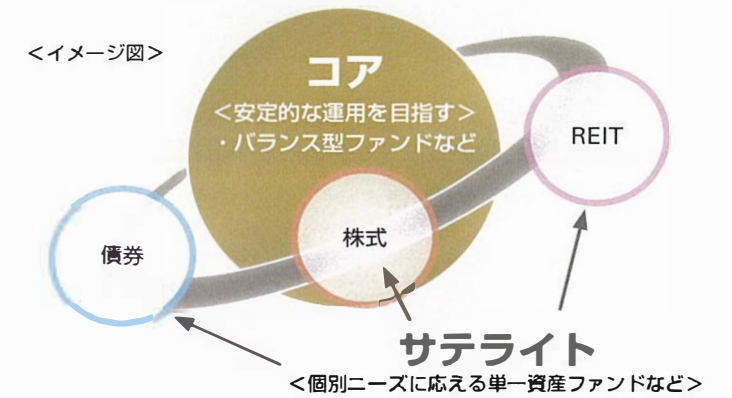 ＜イメージ図＞
コア
＜安定的な運用を目指す＞
・バランス型ファンドなど
REIT
株式
債券
サテライト
＜個別ニーズに応える単一資産ファンドなど＞